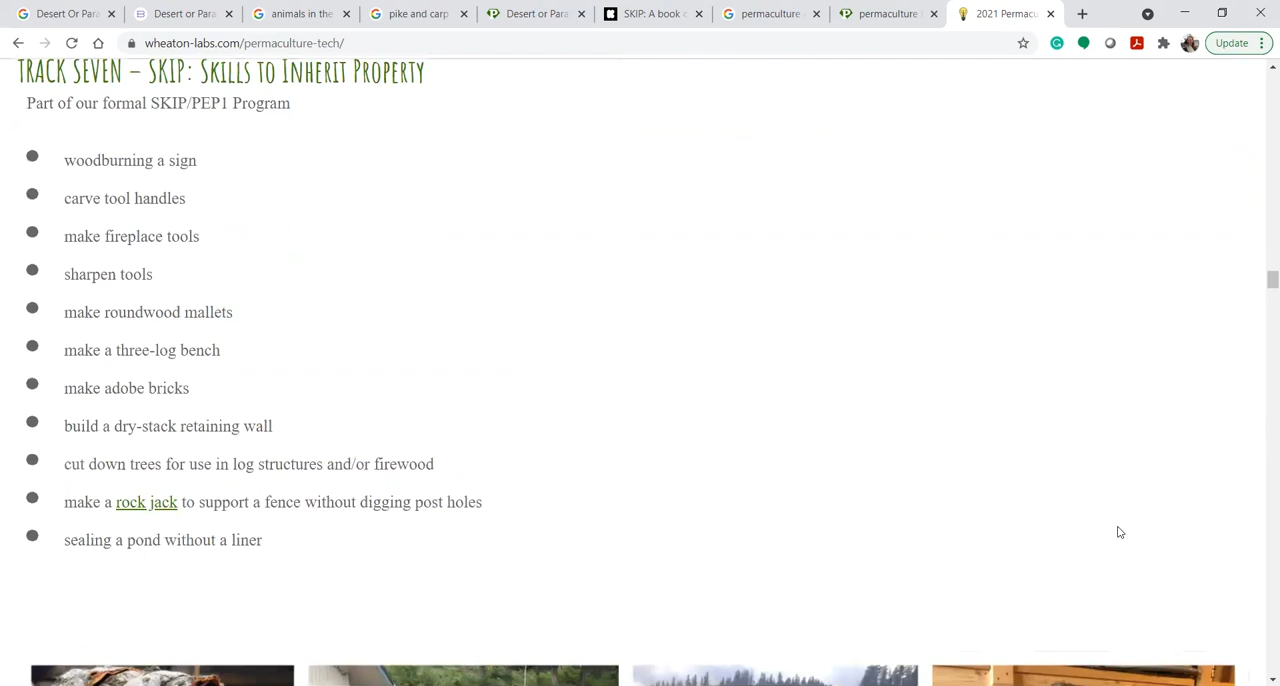 Desert Or Para
Desert or Para
animals in the
pike and carp
Desert or Para
SKIP: A book
permaculture
permaculture
2021 Permacu
wheaton-labs.com/permaculture-tech/
Update
TRACK SEVEN – SKIP: SKILLS TO INHERIT PROPERTY
Part of our formal SKIP/PEP1 Program
woodburning a sign
carve tool handles
make fireplace tools
sharpen tools
make roundwood mallets
make a three-log bench
make adobe bricks
build a dry-stack retaining wall
cut down trees for use in log structures and/or firewood
make a rock jack to support a fence without digging post holes
sealing a pond without a liner